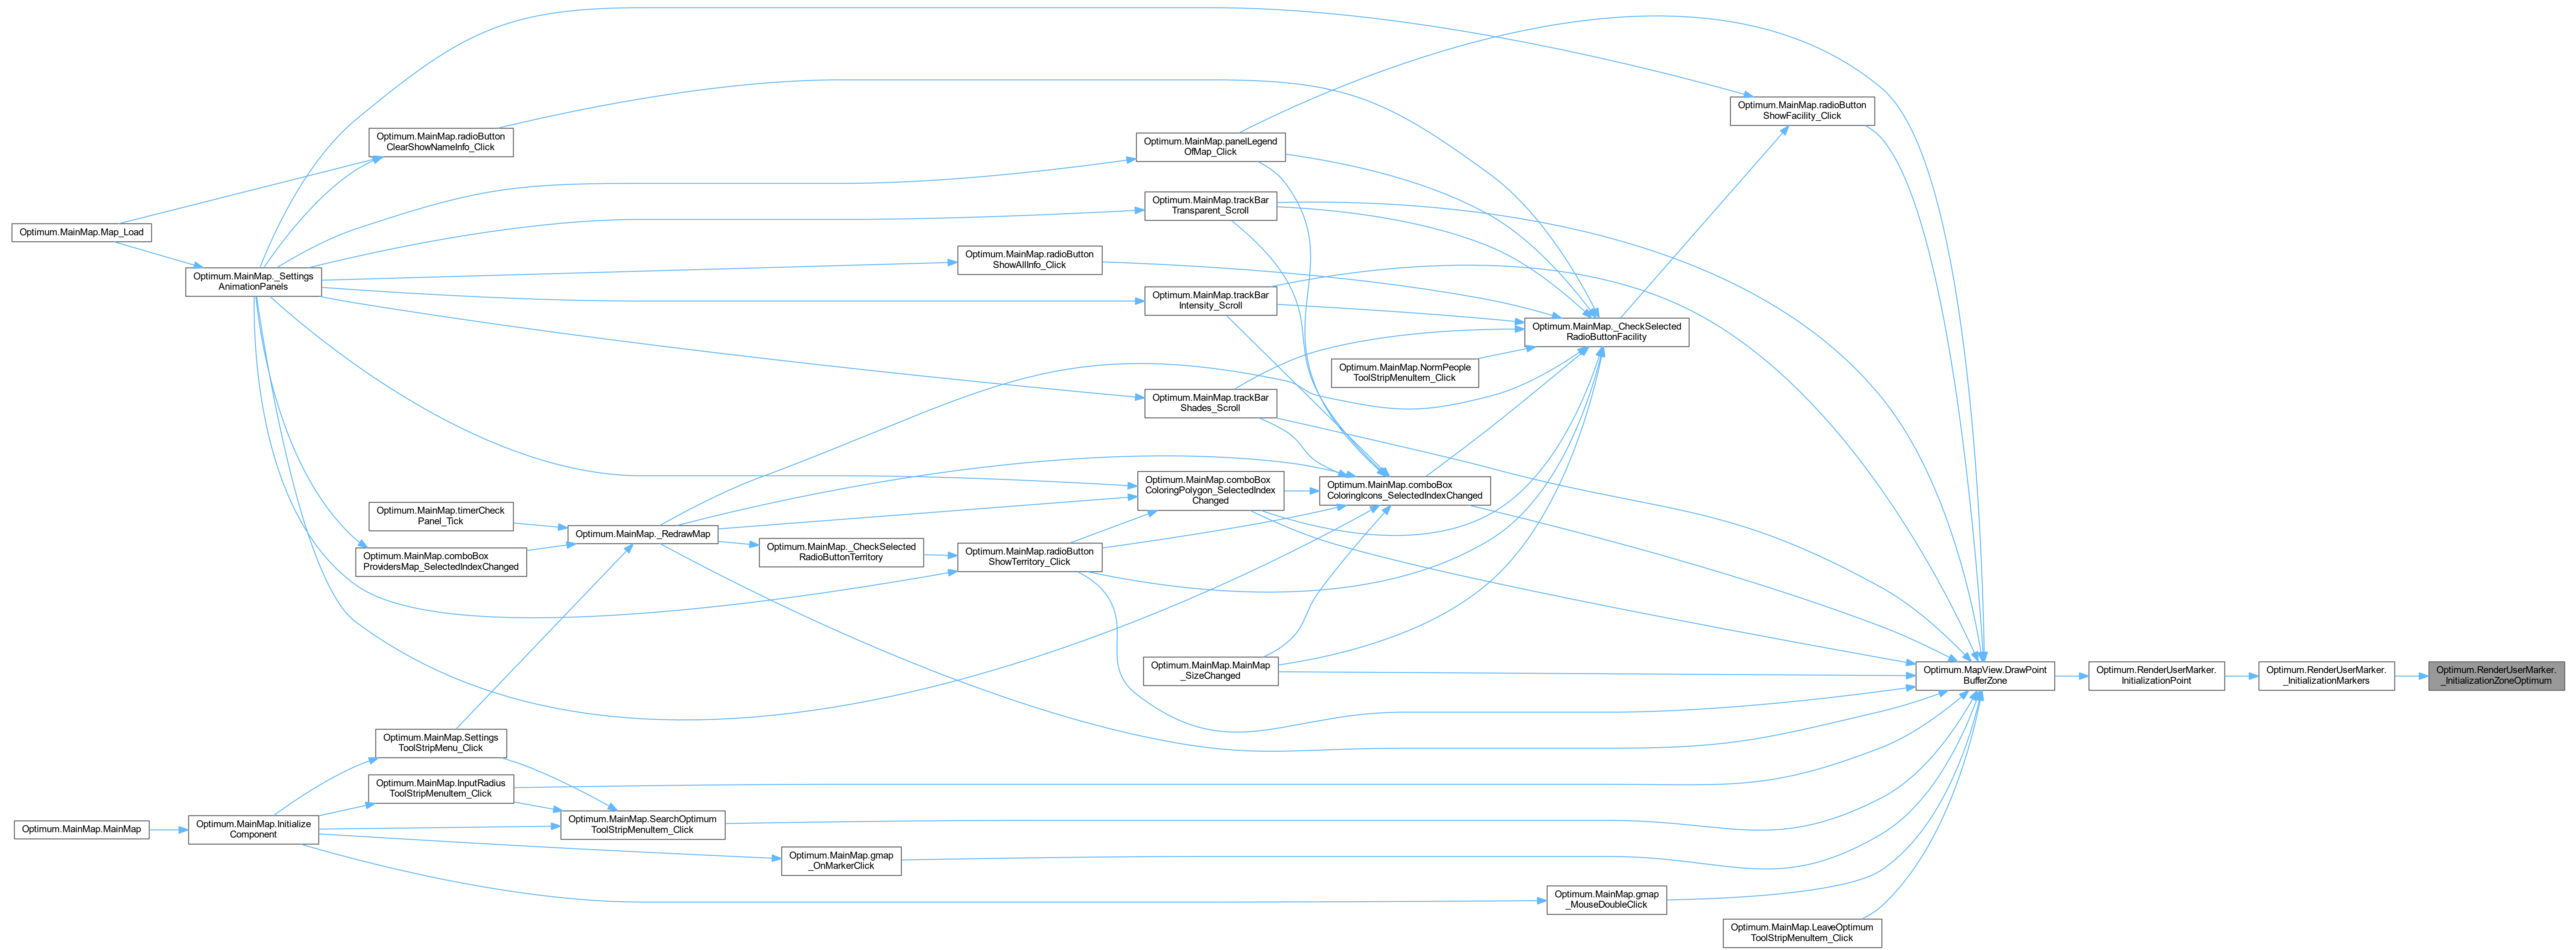 Optimum.MainMap.radioButton
ShowFacility_Click
Optimum.MainMap.radioButton
ClearShowNameInfo_Click
Optimum.MainMap.panelLegend
OfMap_Click
Optimum.MainMap.trackBar
Transparent_Scroll
Optimum.MainMap.Map_Load
Optimum.MainMap.radioButton
ShowAllInfo_Click
Optimum.MainMap._Settings
AnimationPanels
Optimum.MainMap.trackBar
Intensity_Scroll
Optimum.MainMap._CheckSelected
RadioButtonFacility
Optimum.MainMap.NormPeople
ToolStripMenuItem_Click
Optimum.MainMap.trackBar
Shades_Scroll
Optimum.MainMap.comboBox
ColoringPolygon_SelectedIndex
Changed
Optimum.MainMap.comboBox
ColoringIcons_SelectedIndexChanged
Optimum.MainMap.timerCheck
Panel_Tick
Optimum.MainMap._RedrawMap
Optimum.MainMap._CheckSelected
RadioButtonTerritory
Optimum.MainMap.radioButton
ShowTerritory_Click
Optimum.MainMap.comboBox
ProvidersMap_SelectedIndexChanged
Optimum.MainMap.MainMap
_SizeChanged
Optimum.MapView.DrawPoint
BufferZone
Optimum.RenderUserMarker.
InitializationPoint
Optimum.RenderUserMarker.
_InitializationMarkers
Optimum.RenderUserMarker.
_InitializationZoneOptimum
Optimum.MainMap.Settings
ToolStripMenu_Click
Optimum.MainMap.InputRadius
ToolStripMenuItem_Click
Optimum.MainMap.MainMap
Optimum.MainMap.Initialize
Component
Optimum.MainMap.SearchOptimum
ToolStripMenuItem_Click
Optimum.MainMap.gmap
_OnMarkerClick
Optimum.MainMap.gmap
_MouseDoubleClick
Optimum.MainMap.LeaveOptimum
ToolStripMenuItem_Click